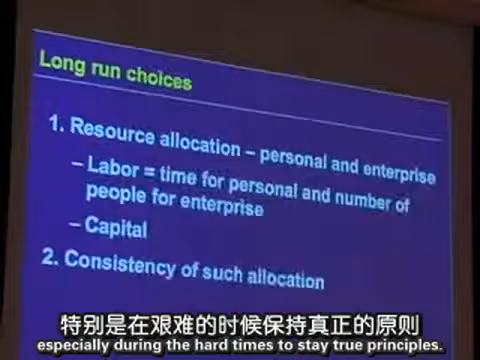 Long run choices
1. Resource allocation – personal and enterprise
– Labor = time for personal and number of
people for enterprise
– Capital
2. Consistency of such allocation
特别是在艰难的时候保持真正的原则
especially during the hard times to stay true principles.